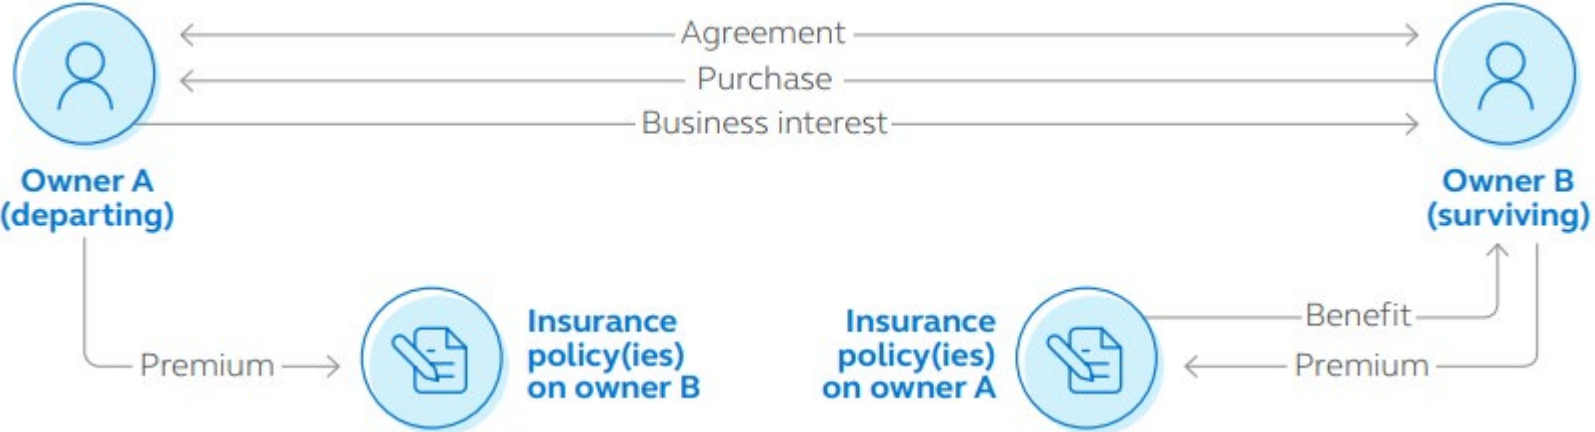 Agreement
Purchase
Business interest
Owner A
(departing)
Owner B
(surviving)
Premium
Insurance
policy(ies)
on owner B
Insurance
policy(ies)
on owner A
Benefit
Premium